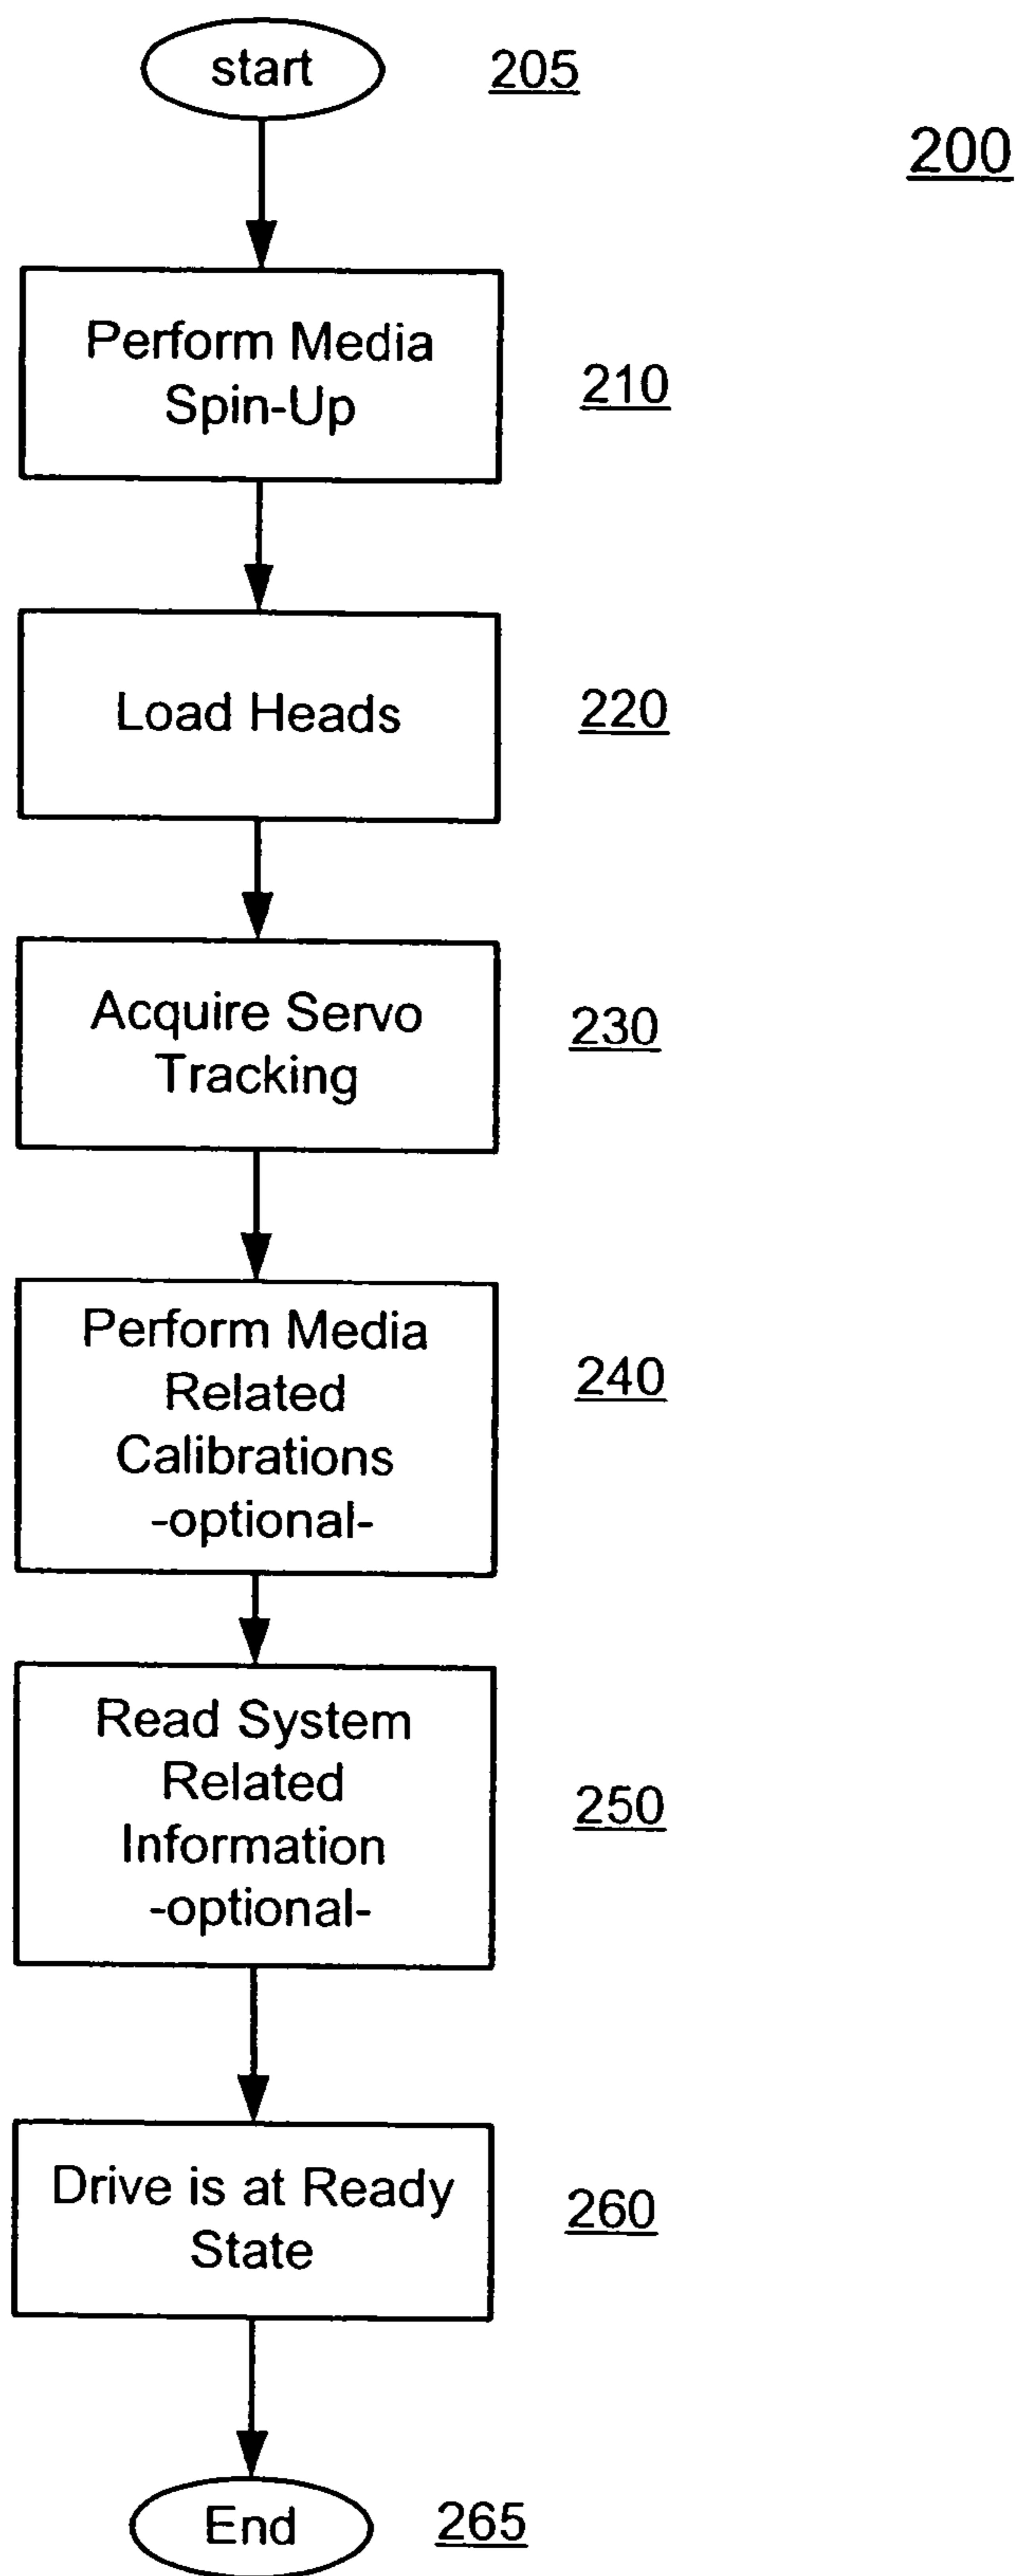 start
205
200
Perform Media
Spin-Up
210
Load Heads
220
Acquire Servo
Tracking
230
Perform Media
Related
Calibrations
-optional-
240
Read System
Related
Information
-optional-
250
Drive is at Ready
State
260
End
265